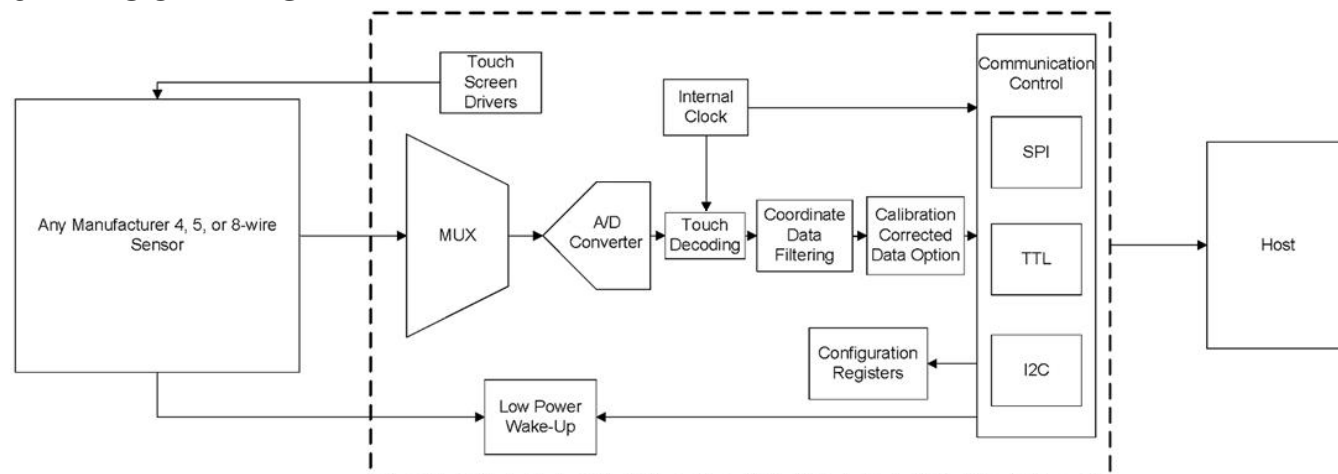 Touch
Screen
Drivers
Internal
Clock
Communication
Control
SPI
Any Manufacturer 4, 5, or 8-wire
Sensor
MUX
A/D
Converter
Touch
Decoding
Coordinate
Data
Filtering
Calibration
Corrected
Data Option
TTL
Host
Configuration
Registers
I2C
Low Power
Wake-Up